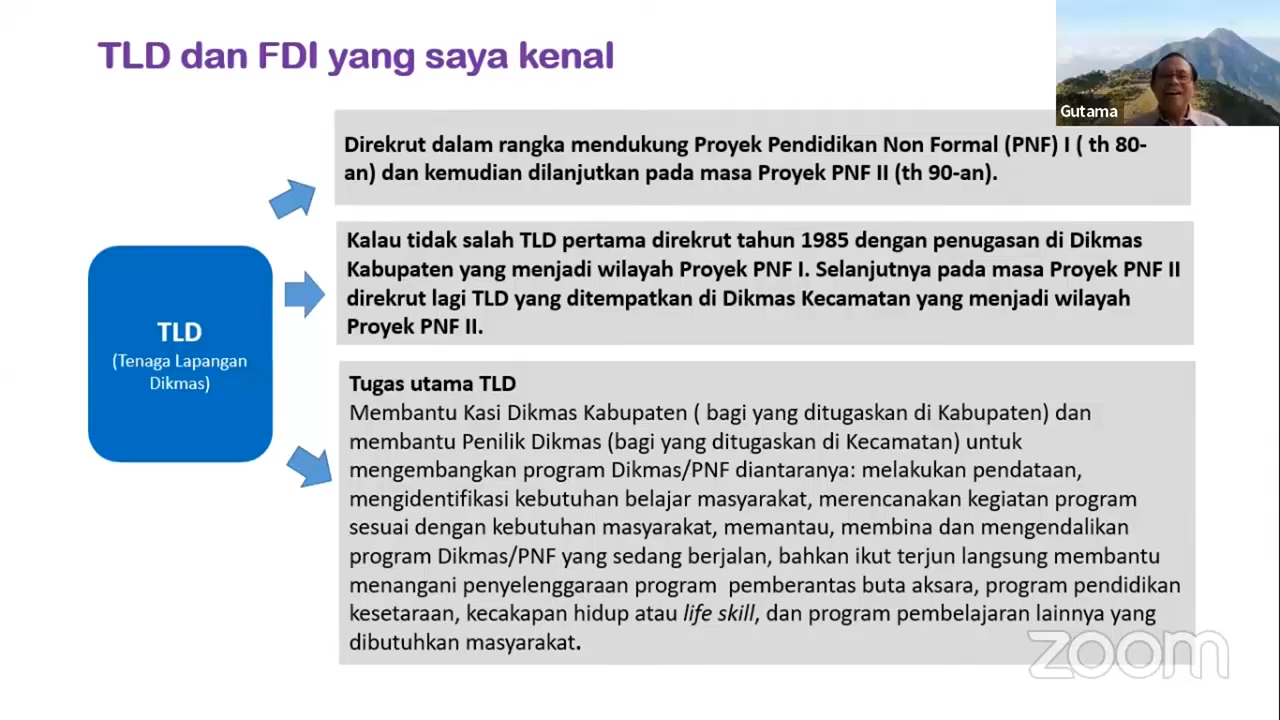 TLD dan FDI yang saya kenal
Gutama
Direkrut dalam rangka mendukung Proyek Pendidikan Non Formal (PNF) I ( th 80-
an) dan kemudian dilanjutkan pada masa Proyek PNF II (th 90-an).
Kalau tidak salah TLD pertama direkrut tahun 1985 dengan penugasan di Dikmas
Kabupaten yang menjadi wilayah Proyek PNF I. Selanjutnya pada masa Proyek PNF II
direkrut lagi TLD yang ditempatkan di Dikmas Kecamatan yang menjadi wilayah
Proyek PNF II.
TLD
(Tenaga Lapangan
Dikmas)
Tugas utama TLD
Membantu Kasi Dikmas Kabupaten ( bagi yang ditugaskan di Kabupaten) dan
membantu Penilik Dikmas (bagi yang ditugaskan di Kecamatan) untuk
mengembangkan program Dikmas/PNF diantaranya: melakukan pendataan,
mengidentifikasi kebutuhan belajar masyarakat, merencanakan kegiatan program
sesuai dengan kebutuhan masyarakat, memantau, membina dan mengendalikan
program Dikmas/PNF yang sedang berjalan, bahkan ikut terjun langsung membantu
menangani penyelenggaraan program pemberantas buta aksara, program pendidikan
kesetaraan, kecakapan hidup atau life skill, dan program pembelajaran lainnya yang
dibutuhkan masyarakat.
zoom